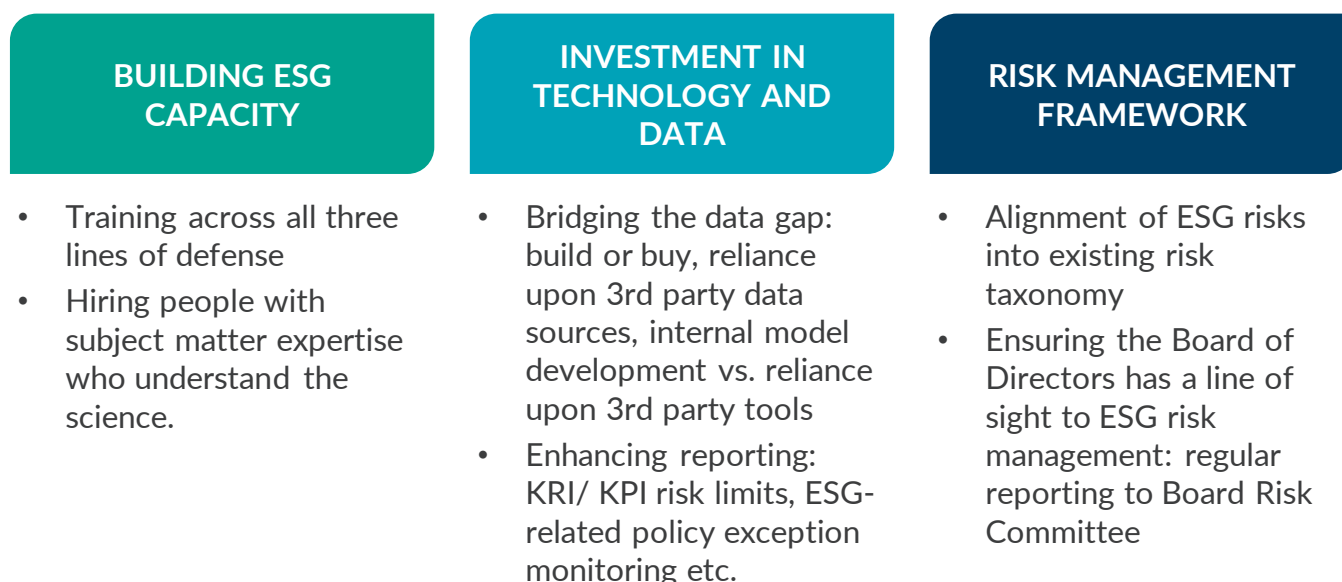 BUILDING ESG
CAPACITY
• Training across all three
lines of defense
• Hiring people with
subject matter expertise
who understand the
science.
INVESTMENT IN
TECHNOLOGY AND
DATA
• Bridging the data gap:
build or buy, reliance
upon 3rd party data
sources, internal model
development vs. reliance
upon 3rd party tools
• Enhancing reporting:
KRI/ KPI risk limits, ESG-
related policy exception
monitoring etc.
RISK MANAGEMENT
FRAMEWORK
• Alignment of ESG risks
into existing risk
taxonomy
• Ensuring the Board of
Directors has a line of
sight to ESG risk
management: regular
reporting to Board Risk
Committee